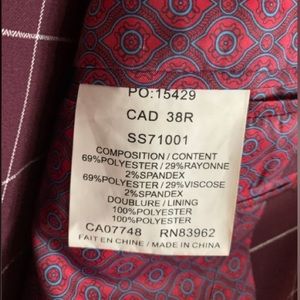 PO:15429
CAD 38R
SS71001
COMPOSITION / CONTENT
69%POLYESTER / 29%RAYONNE
2%SPANDEX
69%POLYESTER / 29%VISCOSE
2%SPANDEX
DOUBLURE / LINING
100%POLYESTER
100%POLYESTER
CA07748 RN83962
FAIT EN CHINE / MADE IN CHINA